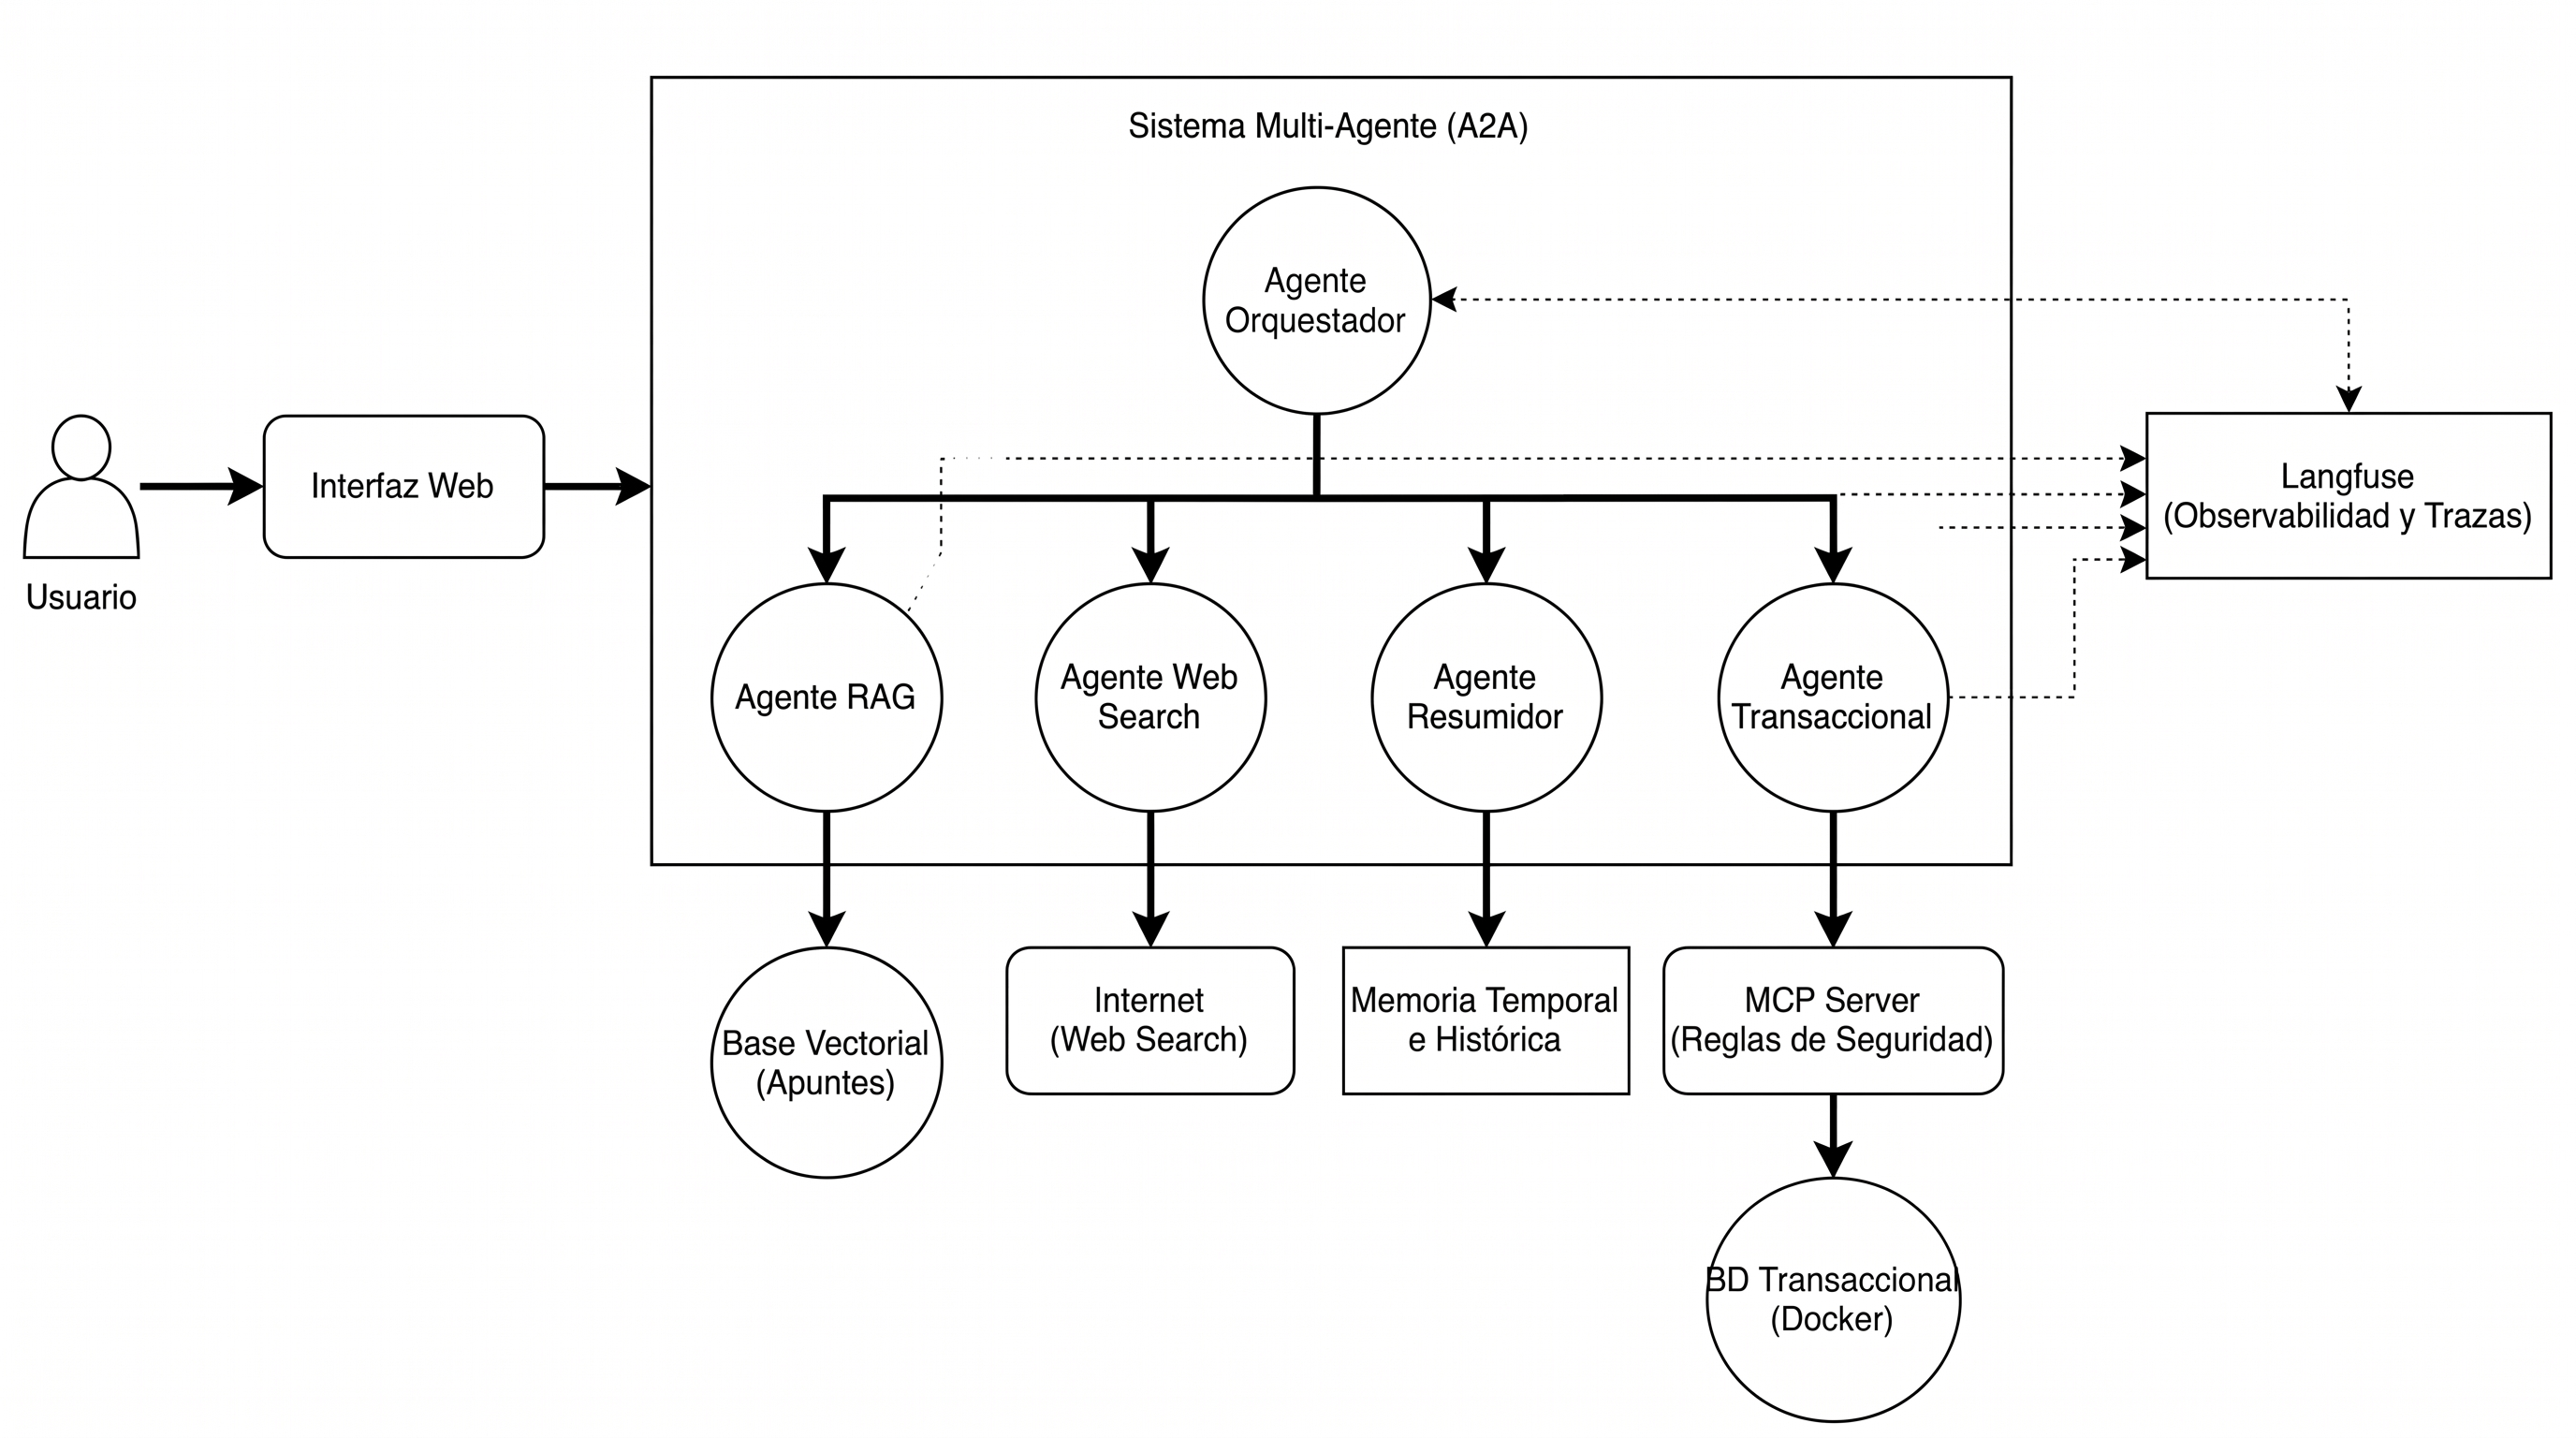 Sistema Multi-Agente (A2A)
Agente
Orquestador
Usuario
Interfaz Web
Langfuse
(Observabilidad y Trazas)
Agente RAG
Agente Web
Search
Agente
Resumidor
Agente
Transaccional
Base Vectorial
(Apuntes)
Internet
(Web Search)
Memoria Temporal
e Histórica
MCP Server
(Reglas de Seguridad)
BD Transaccional
(Docker)